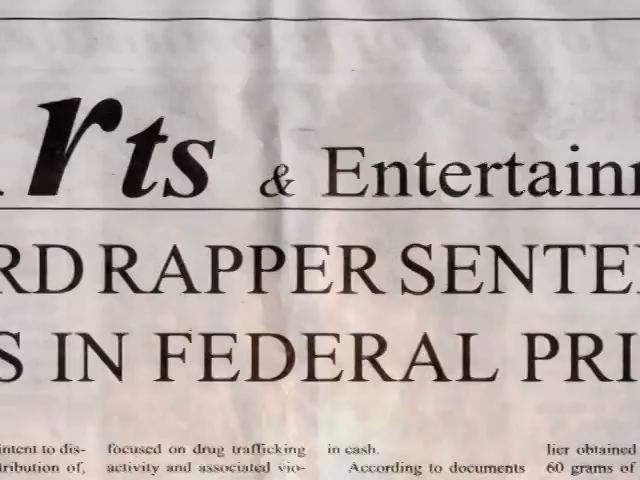 rts & Entertainm
RD RAPPER SENTE
S IN FEDERAL PRI
intent to dis-
tribution of,
focused on drug trafficking
activity and associated vio-
in cash.
According to documents
lier obtained
60 grams of